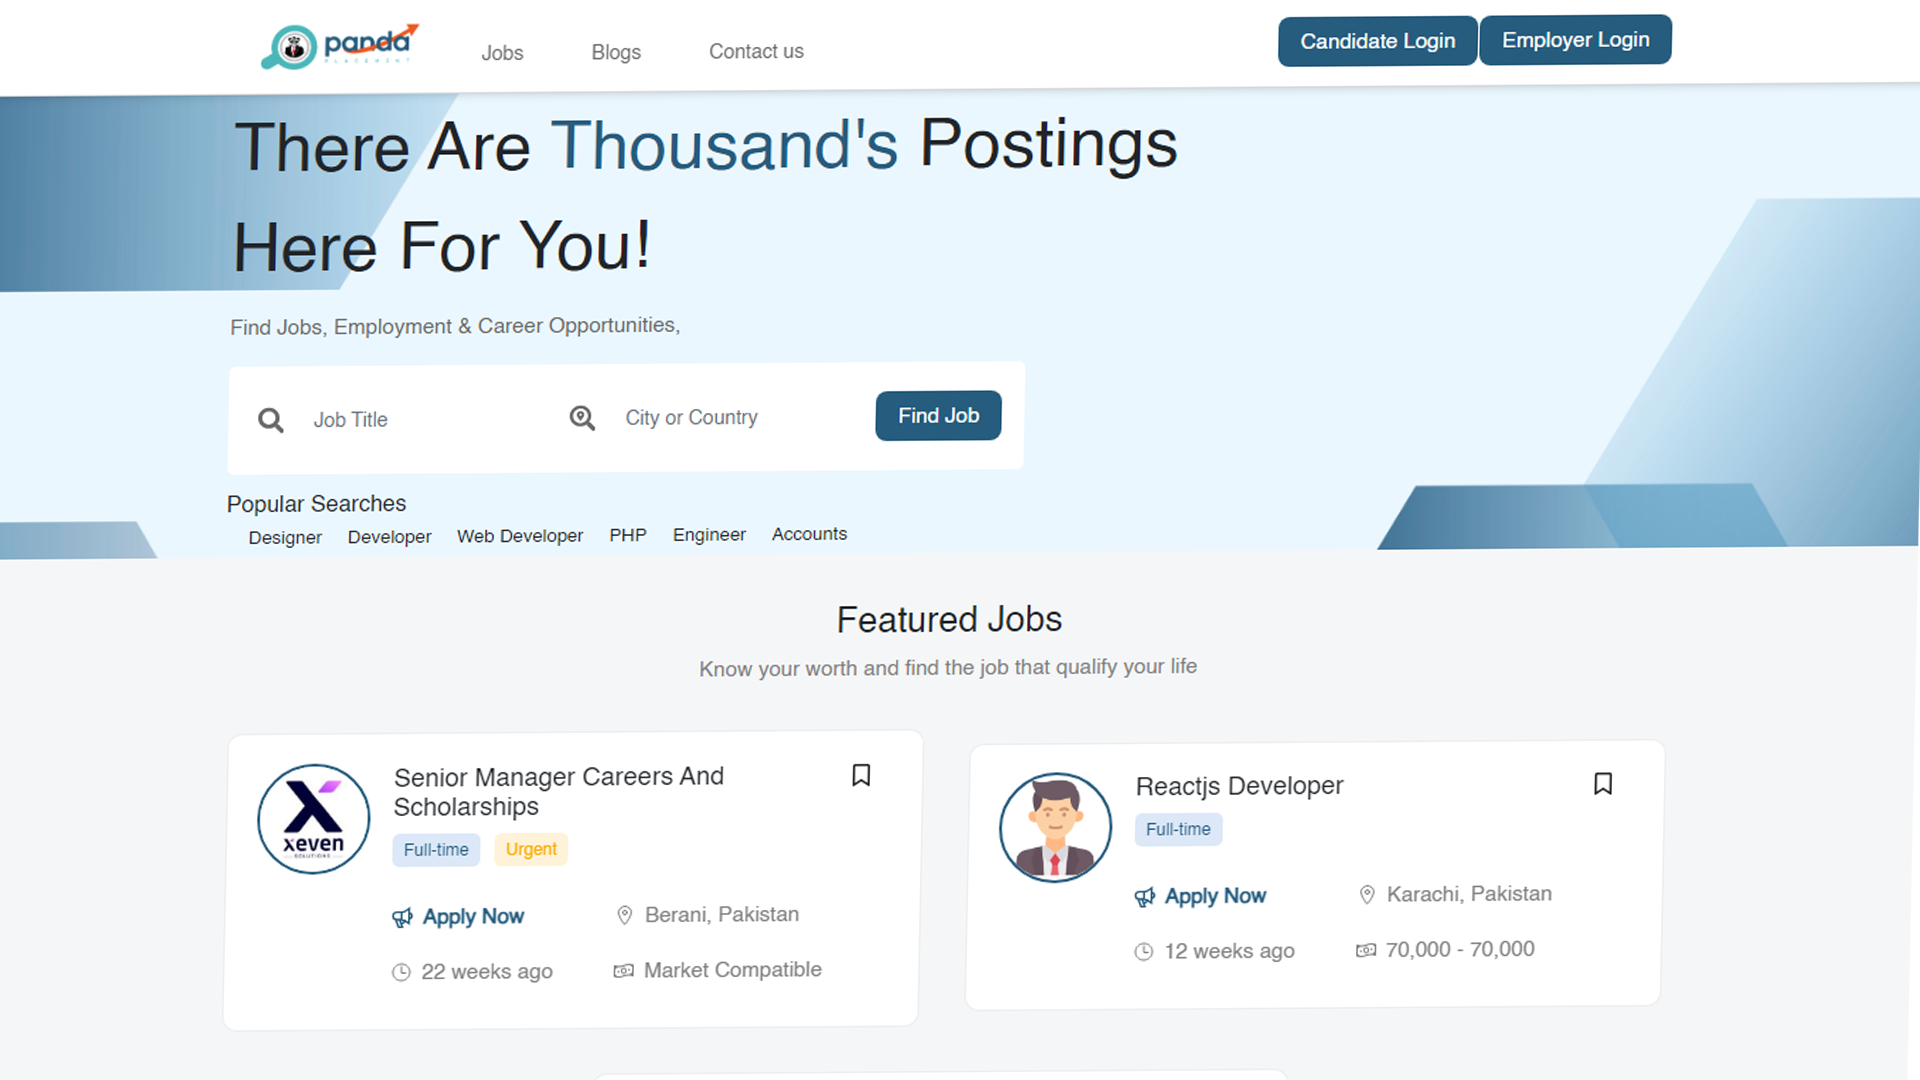 panda
PLACEMENT
Jobs
Blogs
Contact us
Candidate Login
Employer Login
There Are Thousand's Postings
Here For You!
Find Jobs, Employment & Career Opportunities,
Job Title
City or Country
Find Job
Popular Searches
Designer
Developer
Web Developer
PHP
Engineer
Accounts
Featured Jobs
Know your worth and find the job that qualify your life
xeven
SOLUTIONS
Senior Manager Careers And
Scholarships
Full-time
Urgent
Apply Now
Berani, Pakistan
22 weeks ago
Market Compatible
Reactjs Developer
Full-time
Apply Now
Karachi, Pakistan
12 weeks ago
70,000 - 70,000